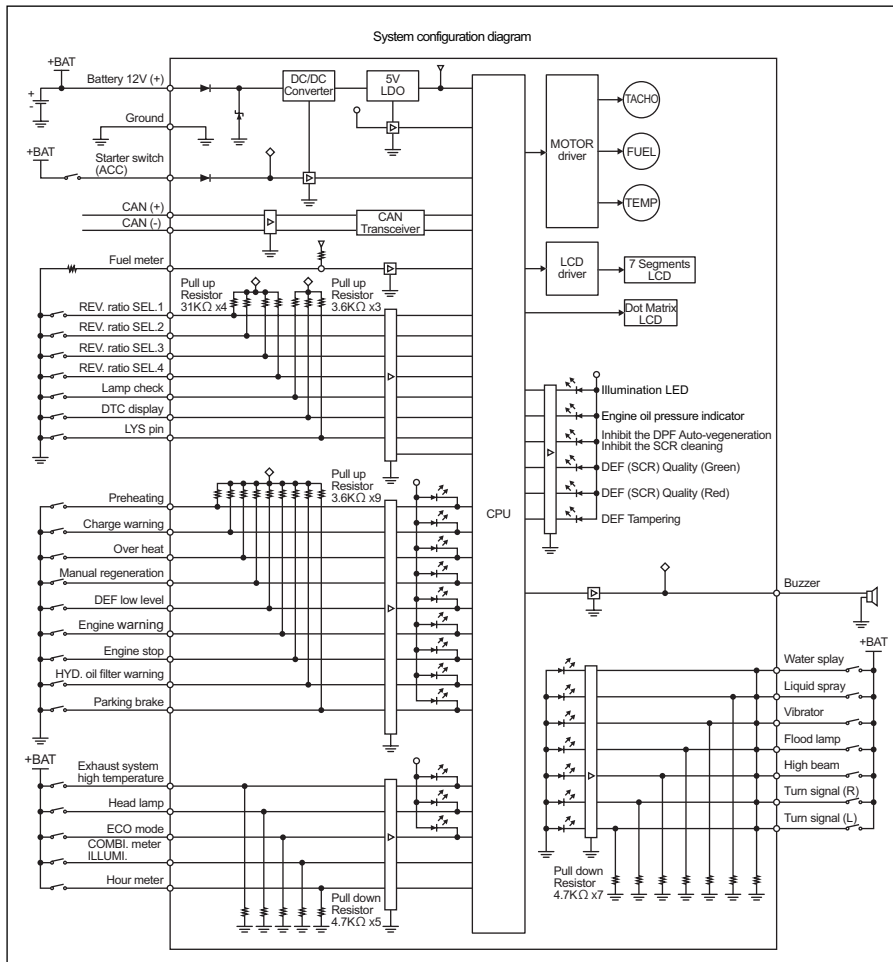 System configuration diagram
+BAT
Battery 12V (+)
+
-
Ground
+BAT
Starter switch
(ACC)
CAN (+)
CAN (-)
Fuel meter
DC/DC
Converter
5V
LDO
CAN
Transceiver
Pull up
Resistor
31KΩ x4
Pull up
Resistor
3.6KΩ x3
REV. ratio SEL.1
REV. ratio SEL.2
REV. ratio SEL.3
REV. ratio SEL.4
Lamp check
DTC display
LYS pin
Pull up
Resistor
3.6KΩ x9
Preheating
Charge warning
Over heat
Manual regeneration
DEF low level
Engine warning
Engine stop
HYD. oil filter warning
Parking brake
+BAT
Exhaust system
high temperature
Head lamp
ECO mode
COMBI. meter
ILLUMI.
Hour meter
Pull down
Resistor
4.7KΩ x5
CPU
MOTOR
driver
TACHO
FUEL
TEMP
LCD
driver
7 Segments
LCD
Dot Matrix
LCD
Illumination LED
Engine oil pressure indicator
Inhibit the DPF Auto-vegeneration
Inhibit the SCR cleaning
DEF (SCR) Quality (Green)
DEF (SCR) Quality (Red)
DEF Tampering
Buzzer
+BAT
Water splay
Liquid spray
Vibrator
Flood lamp
High beam
Turn signal (R)
Turn signal (L)
Pull down
Resistor
4.7KΩ x7